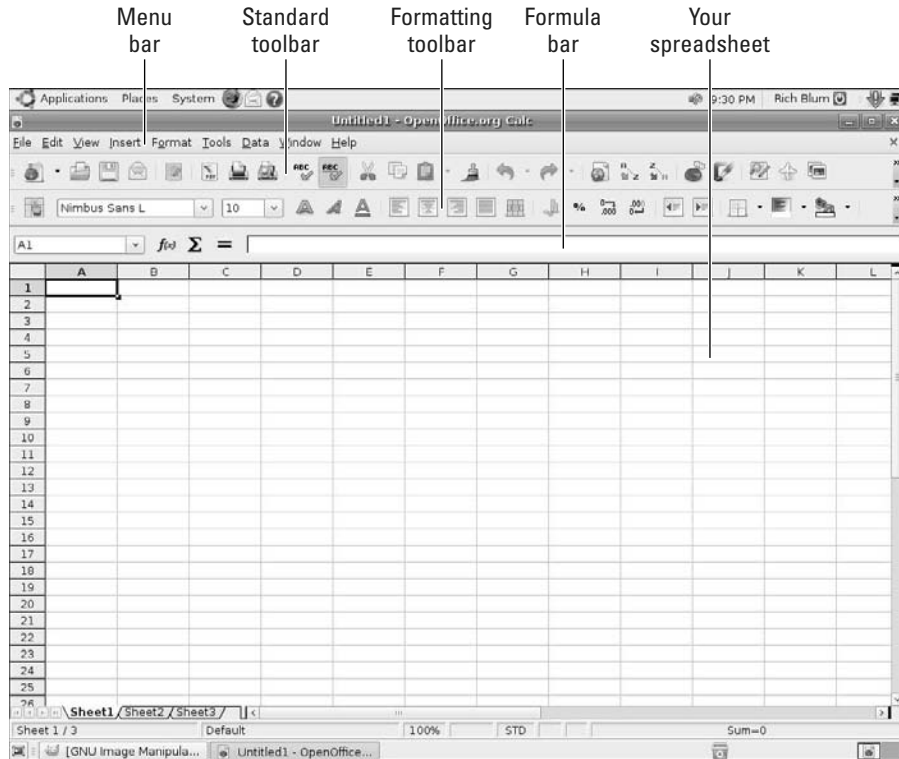 Menu bar
Standard toolbar
Formatting toolbar
Formula bar
Your spreadsheet
Applications Places System 9:30 PM Rich Blum
Untitled1 - OpenOffice.org Calc
File Edit View Insert Format Tools Data Window Help
Nimbus Sans L 10
A1 f(x) Σ =
A B C D E F G H I J K L
1
2
3
4
5
6
7
8
9
10
11
12
13
14
15
16
17
18
19
20
21
22
23
24
25
26
Sheet1 Sheet2 Sheet3
Sheet 1 / 3 Default 100% STD Sum=0
[GNU Image Manipula... Untitled1 - OpenOffice...